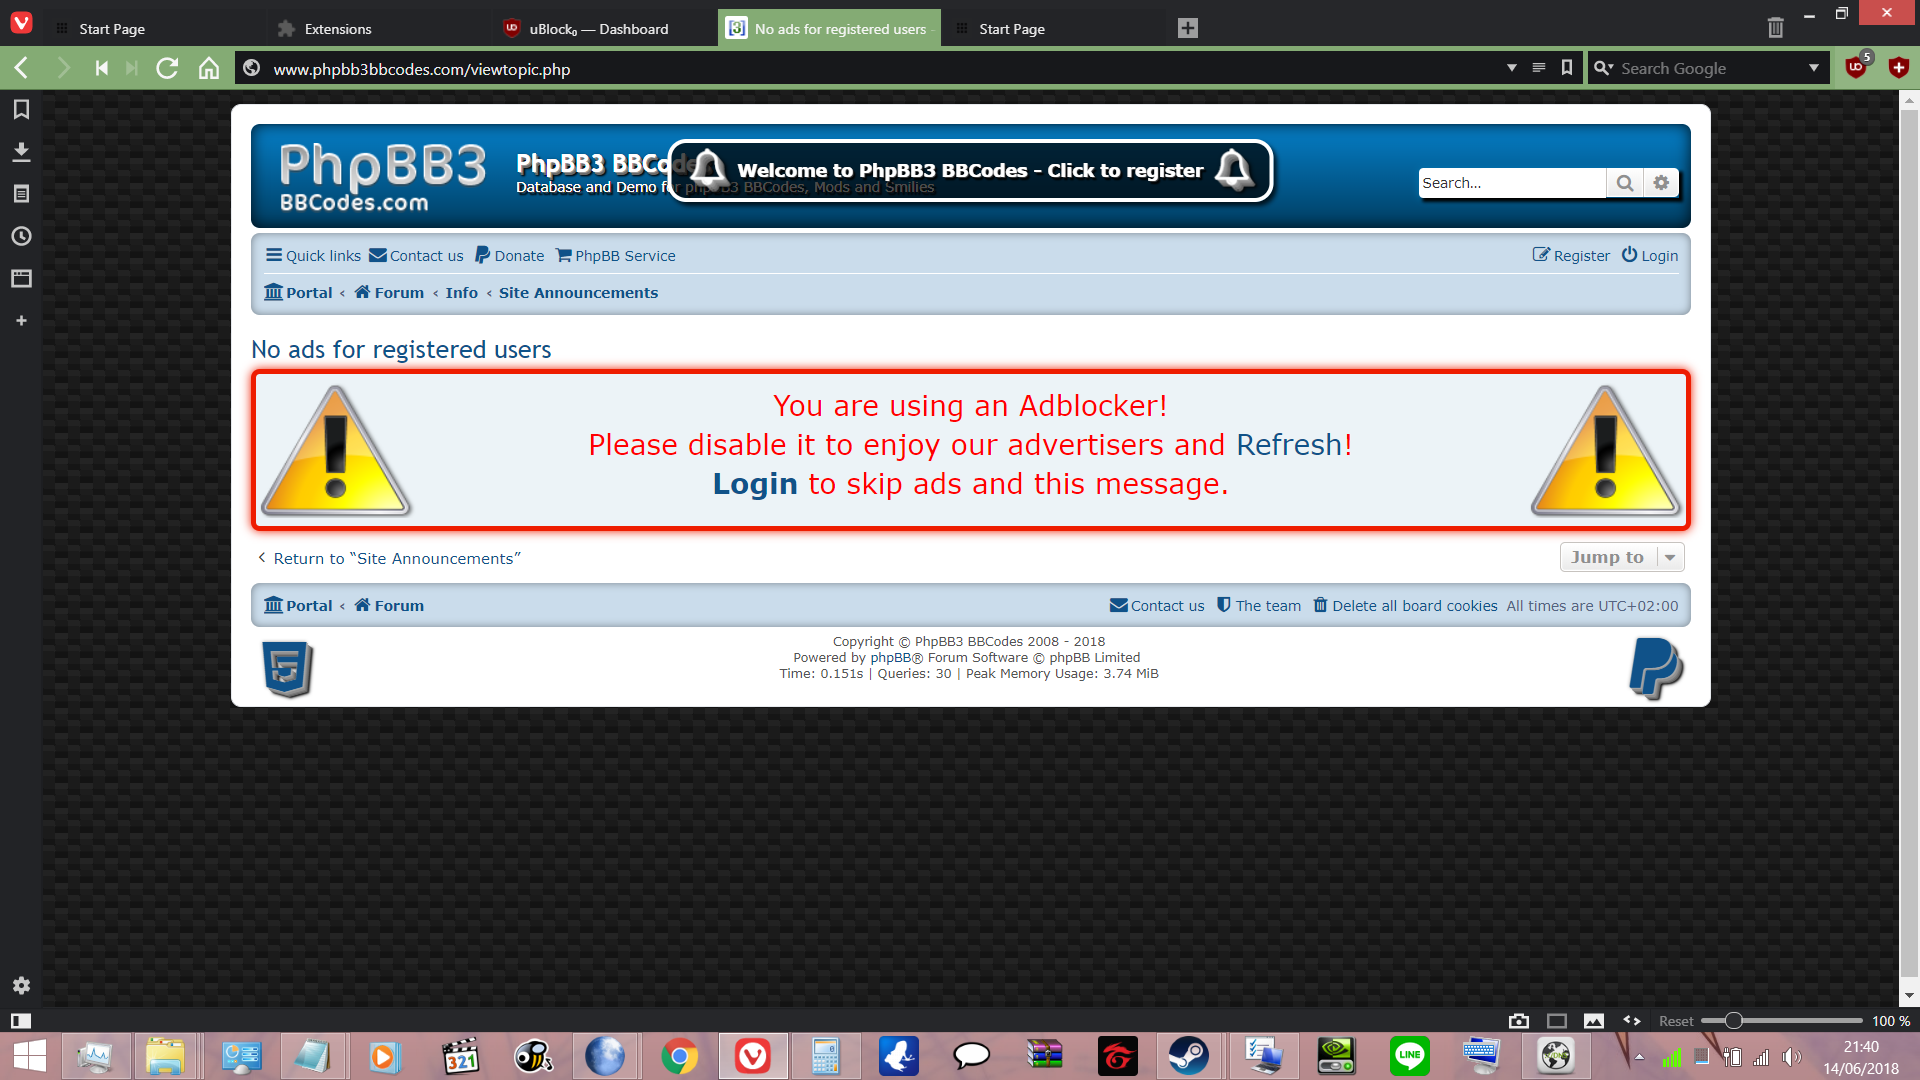 Start Page
Extensions
uBlock₀ — Dashboard
No ads for registered users -
Start Page
www.phpbb3bbcodes.com/viewtopic.php
Search Google
5
PhpBB3
BBCodes.com
PhpBB3 BBCode
Database and Demo for phpBB3 BBCodes, Mods and Smilies
Welcome to PhpBB3 BBCodes - Click to register
Search...
Quick links
Contact us
Donate
PhpBB Service
Register
Login
Portal ‹ Forum ‹ Info ‹ Site Announcements
No ads for registered users
You are using an Adblocker!
Please disable it to enjoy our advertisers and Refresh!
Login to skip ads and this message.
Return to “Site Announcements”
Jump to
Portal ‹ Forum
Contact us
The team
Delete all board cookies
All times are UTC+02:00
Copyright © PhpBB3 BBCodes 2008 - 2018
Powered by phpBB® Forum Software © phpBB Limited
Time: 0.151s | Queries: 30 | Peak Memory Usage: 3.74 MiB
Reset
100 %
321
LINE
21:40
14/06/2018